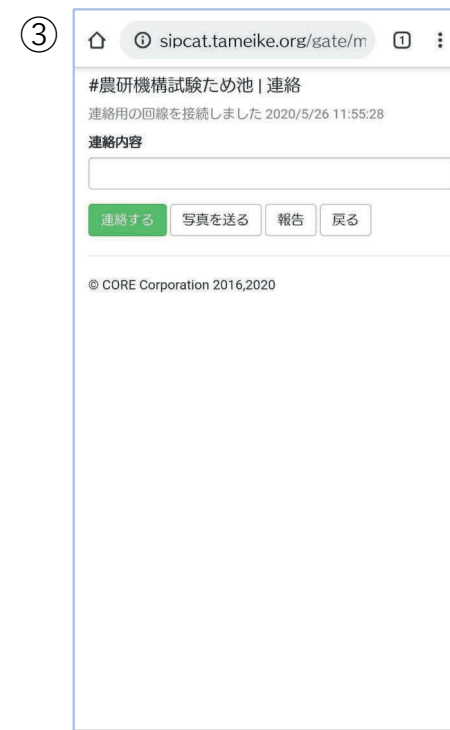 ③
sipcat.tameike.org/gate/m
1
#農研機構試験ため池 | 連絡
連絡用の回線を接続しました 2020/5/26 11:55:28
連絡内容
連絡する 写真を送る 報告 戻る
© CORE Corporation 2016,2020